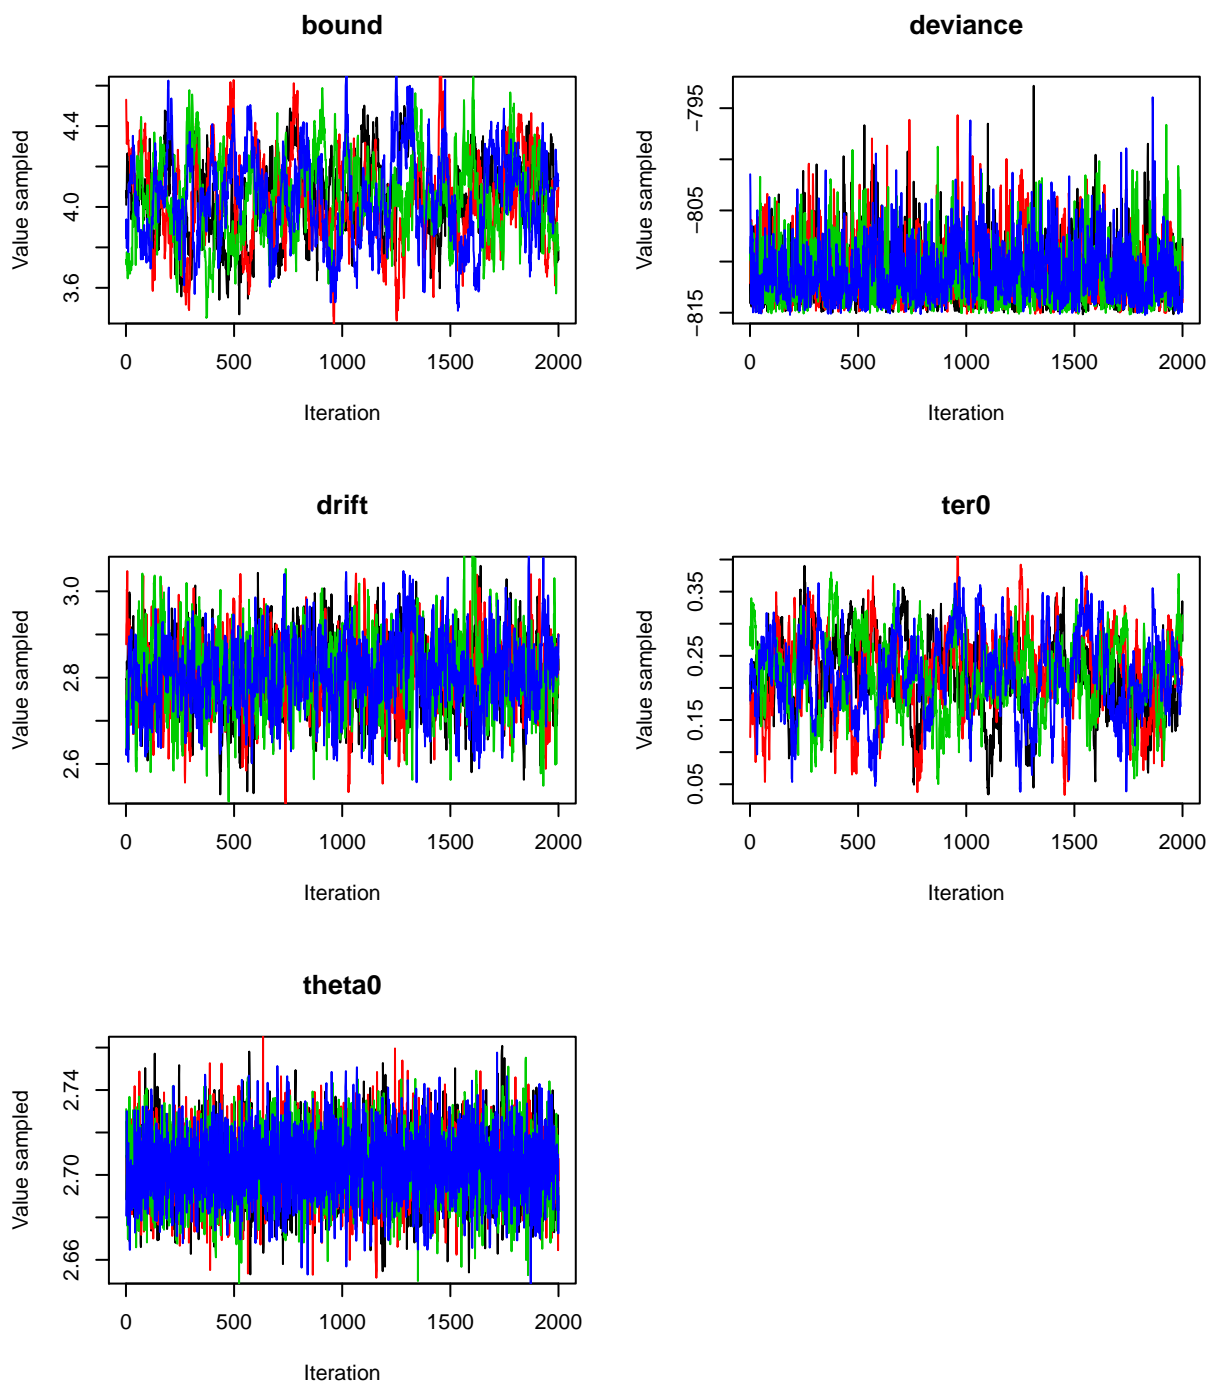 bound
Value sampled
4.4
4.0
3.6
0 500 1000 1500 2000
Iteration
deviance
Value sampled
−795
−805
−815
0 500 1000 1500 2000
Iteration
drift
Value sampled
3.0
2.8
2.6
0 500 1000 1500 2000
Iteration
ter0
Value sampled
0.35
0.25
0.15
0.05
0 500 1000 1500 2000
Iteration
theta0
Value sampled
2.74
2.70
2.66
0 500 1000 1500 2000
Iteration